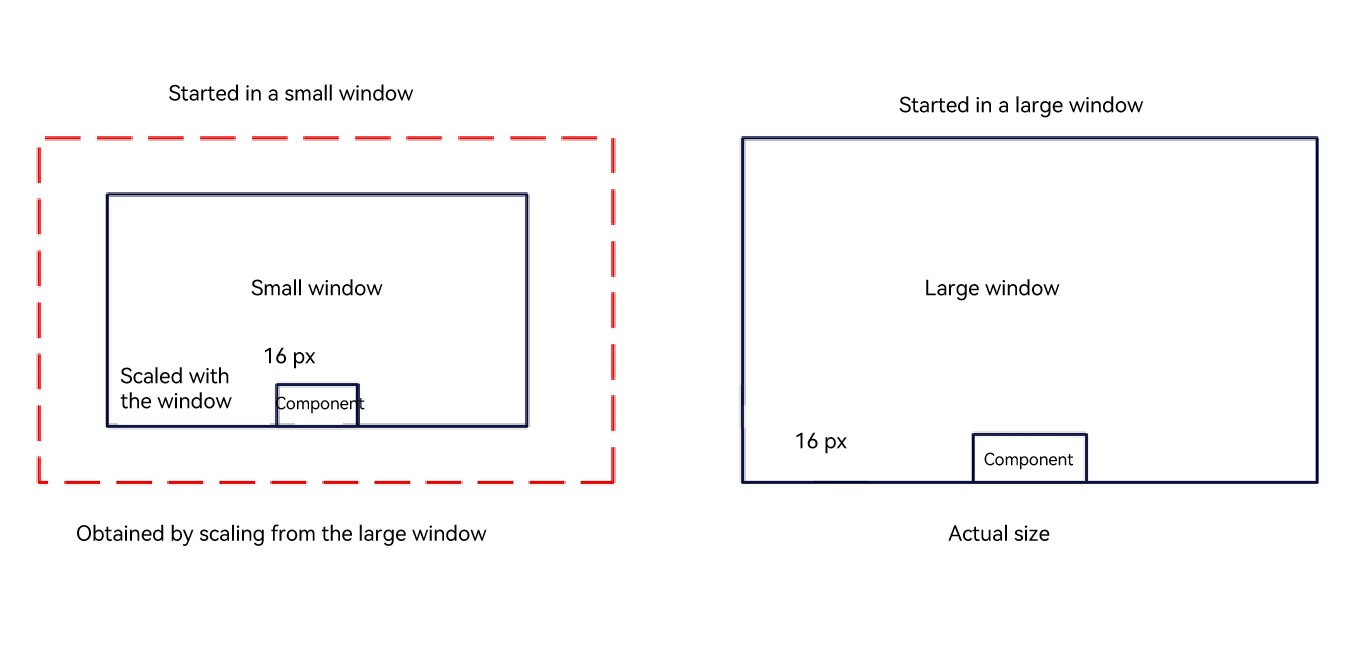 Started in a small window
Small window
16 px
Scaled with
the window
Component
Obtained by scaling from the large window
Started in a large window
Large window
16 px
Component
Actual size